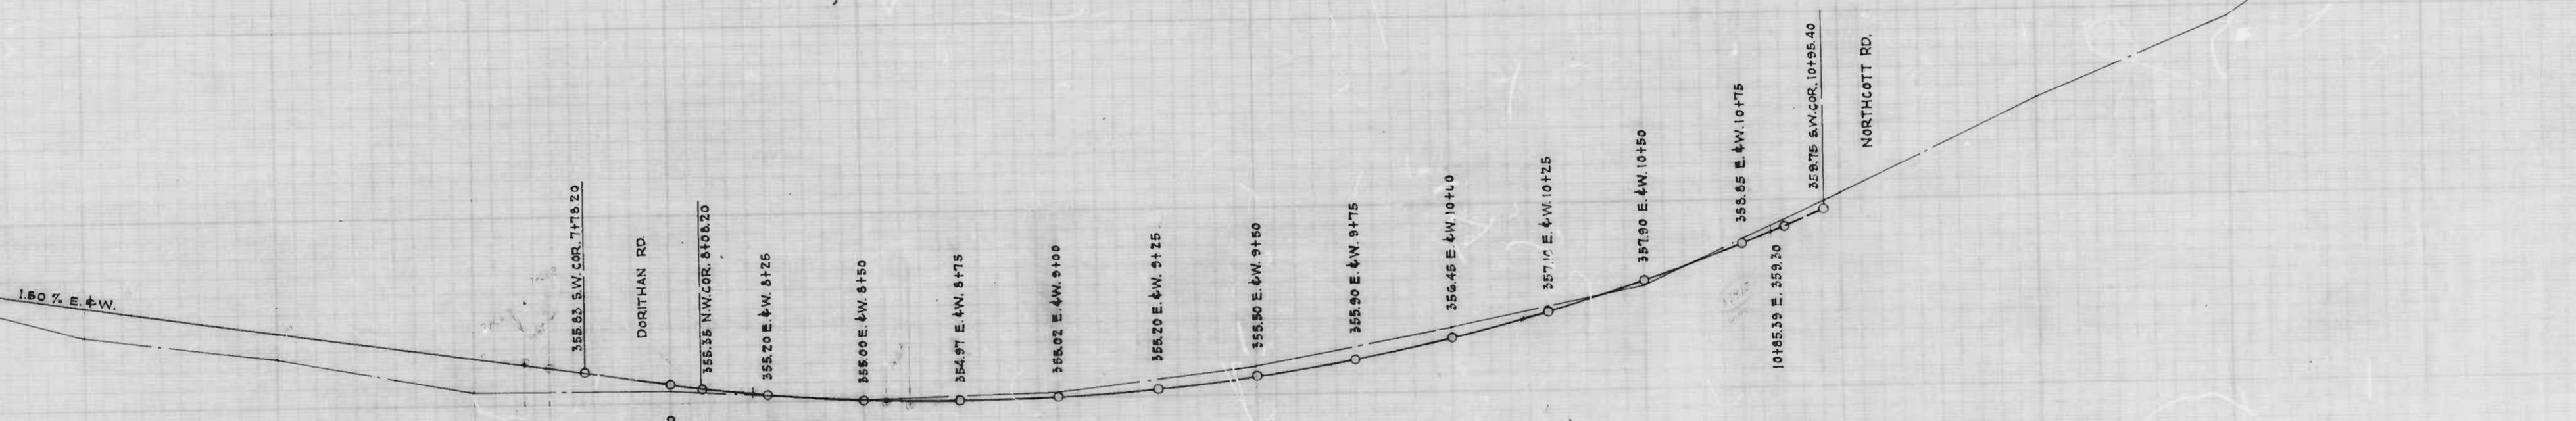 1.50 % E. & W.
355.83 S.W. COR. 7+78.20
DORITHAN RD.
355.35 N.W. COR. 8+08.20
355.20 E. & W. 8+25
355.00 E. & W. 8+50
354.97 E. & W. 8+75
355.02 E. & W. 9+00
355.20 E. & W. 9+25
355.50 E. & W. 9+50
355.90 E. & W. 9+75
356.45 E. & W. 10+00
357.10 E. & W. 10+25
357.90 E. & W. 10+50
358.85 E. & W. 10+75
10+85.39 E. 359.30
359.75 S.W. COR. 10+95.40
NORTHCOTT RD.